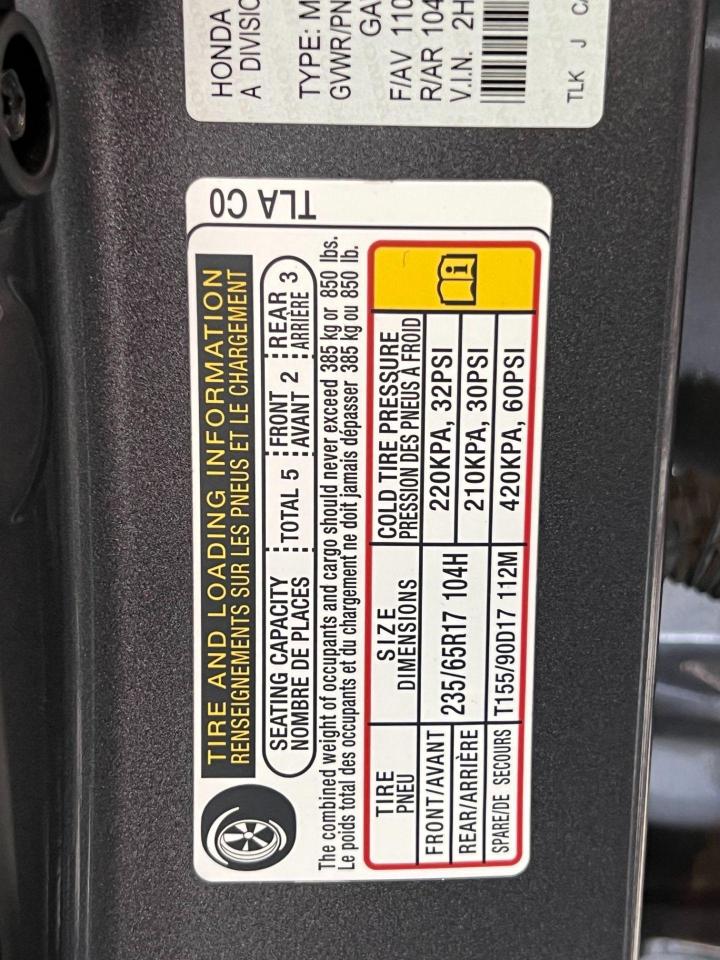 HONDA
A DIVISIC
TYPE: M
GVWR/PN
GA
F/AV 110
R/AR 104
V.I.N. 2H
TLK J C
TLA C0
TIRE AND LOADING INFORMATION
RENSEIGNEMENTS SUR LES PNEUS ET LE CHARGEMENT
SEATING CAPACITY TOTAL 5 FRONT 2 REAR 3
NOMBRE DE PLACES AVANT ARRIÈRE
The combined weight of occupants and cargo should never exceed 385 kg or 850 lbs.
Le poids total des occupants et du chargement ne doit jamais dépasser 385 kg ou 850 lb.
TIRE SIZE COLD TIRE PRESSURE
PNEU DIMENSIONS PRESSION DES PNEUS À FROID
FRONT/AVANT 235/65R17 104H 220KPA, 32PSI
REAR/ARRIÈRE 210KPA, 30PSI
SPARE/DE SECOURS T155/90D17 112M 420KPA, 60PSI